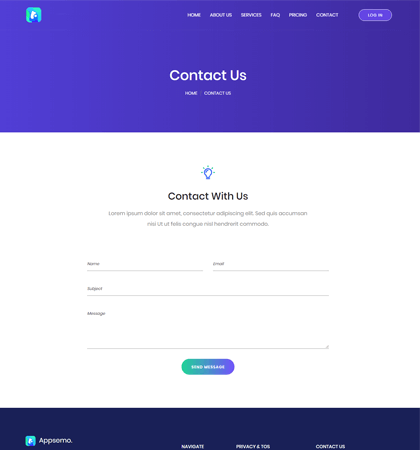 HOME ABOUT US SERVICES FAQ PRICING CONTACT LOG IN
Contact Us
HOME CONTACT US
Contact With Us
Lorem ipsum dolor sit amet, consectetur adipiscing elit. Sed quis accumsan
nisi Ut ut felis congue nisl hendrerit commodo.
Name Email
Subject
Message
SEND MESSAGE
Appsemo.
NAVIGATE PRIVACY & TOS CONTACT US